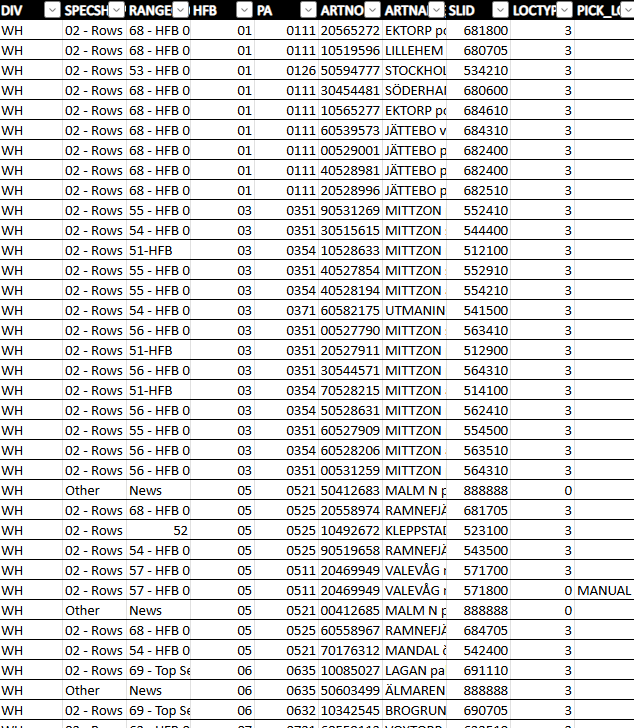 DIV SPECSH RANGE HFB PA ARTNO ARTNA SLID LOCTYP PICK_LO
WH 02 - Rows 68 - HFB 0 01 0111 20565272 EKTORP po 681800 3
WH 02 - Rows 68 - HFB 0 01 0111 10519596 LILLEHEM 680705 3
WH 02 - Rows 53 - HFB 0 01 0126 50594777 STOCKHOL 534210 3
WH 02 - Rows 68 - HFB 0 01 0111 30454481 SÖDERHA 680600 3
WH 02 - Rows 68 - HFB 0 01 0111 10565277 EKTORP po 684610 3
WH 02 - Rows 68 - HFB 0 01 0111 60539573 JÄTTEBO v 684310 3
WH 02 - Rows 68 - HFB 0 01 0111 00529001 JÄTTEBO p 682400 3
WH 02 - Rows 68 - HFB 0 01 0111 40528981 JÄTTEBO p 682400 3
WH 02 - Rows 68 - HFB 0 01 0111 20528996 JÄTTEBO p 682510 3
WH 02 - Rows 55 - HFB 0 03 0351 90531269 MITTZON 552410 3
WH 02 - Rows 54 - HFB 0 03 0351 30515615 MITTZON 544400 3
WH 02 - Rows 51-HFB 03 0354 10528633 MITTZON 512100 3
WH 02 - Rows 55 - HFB 0 03 0351 40527854 MITTZON 552910 3
WH 02 - Rows 55 - HFB 0 03 0354 40528194 MITTZON 554210 3
WH 02 - Rows 54 - HFB 0 03 0371 60582175 UTMANIN 541500 3
WH 02 - Rows 56 - HFB 0 03 0351 00527790 MITTZON 563410 3
WH 02 - Rows 51-HFB 03 0351 20527911 MITTZON 512900 3
WH 02 - Rows 56 - HFB 0 03 0351 30544571 MITTZON 564310 3
WH 02 - Rows 51-HFB 03 0354 70528215 MITTZON 514100 3
WH 02 - Rows 56 - HFB 0 03 0354 50528631 MITTZON 562410 3
WH 02 - Rows 55 - HFB 0 03 0351 60527909 MITTZON 554500 3
WH 02 - Rows 56 - HFB 0 03 0354 60528206 MITTZON 563510 3
WH 02 - Rows 56 - HFB 0 03 0351 00531259 MITTZON 564310 3
WH Other News 05 0521 50412683 MALM N p 888888 0
WH 02 - Rows 68 - HFB 0 05 0525 20558974 RAMNEFJÄ 681705 3
WH 02 - Rows 52 05 0525 10492672 KLEPPSTAD 523100 3
WH 02 - Rows 54 - HFB 0 05 0525 90519658 RAMNEFJÄ 543500 3
WH 02 - Rows 57 - HFB 0 05 0511 20469949 VALEVÅG 571700 3
WH 02 - Rows 57 - HFB 0 05 0511 20469949 VALEVÅG 571800 0 MANUAL
WH Other News 05 0521 00412685 MALM N p 888888 0
WH 02 - Rows 68 - HFB 0 05 0525 60558967 RAMNEFJÄ 684705 3
WH 02 - Rows 54 - HFB 0 05 0521 70176312 MANDAL 542400 3
WH 02 - Rows 69 - Top Se 06 0635 10085027 LAGAN pa 691110 3
WH Other News 06 0635 50603499 ÄLMAREN 888888 3
WH 02 - Rows 69 - Top Se 06 0632 10342545 BROGRUN 690705 3